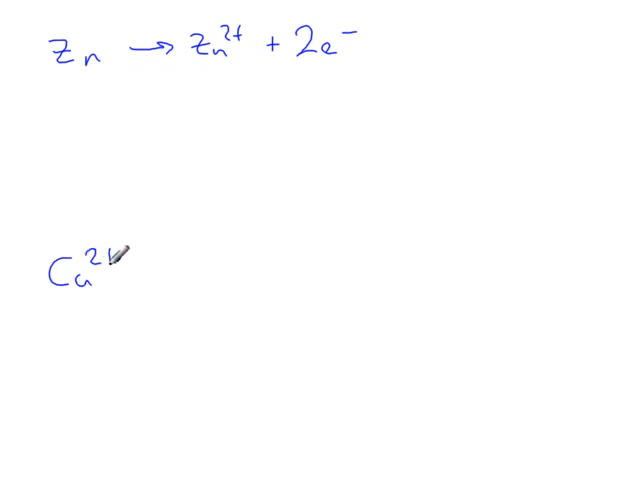 Zn → Zn²⁺ + 2e⁻
Cu²⁺